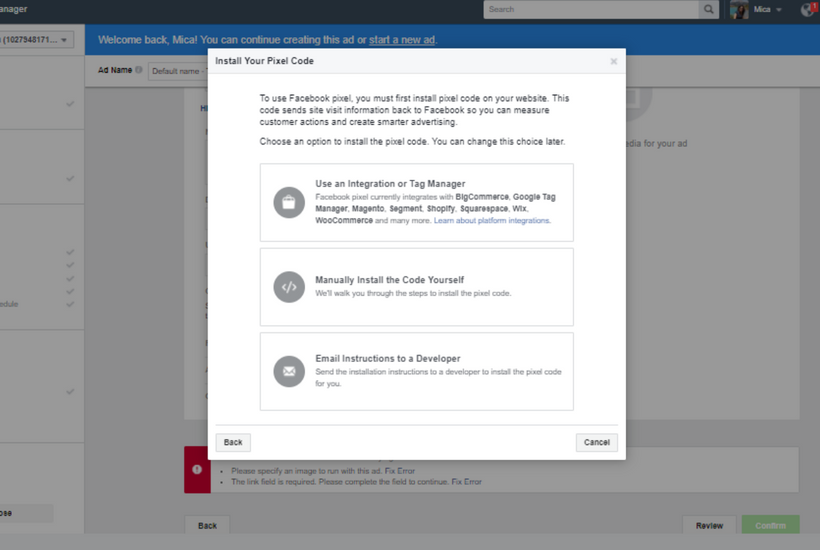 anager
Search
Mica
1
(1027948171...
Welcome back, Mica! You can continue creating this ad or start a new ad.
Ad Name
Default name -
Install Your Pixel Code
×
To use Facebook pixel, you must first install pixel code on your website. This
code sends site visit information back to Facebook so you can measure
customer actions and create smarter advertising.
Choose an option to install the pixel code. You can change this choice later.
edia for your ad
Use an Integration or Tag Manager
Facebook pixel currently integrates with BigCommerce, Google Tag
Manager, Magento, Segment, Shopify, Squarespace, Wix,
WooCommerce and many more. Learn about platform integrations.
</>
Manually Install the Code Yourself
We'll walk you through the steps to install the pixel code.
edule
Email Instructions to a Developer
Send the installation instructions to a developer to install the pixel code
for you.
Back
Cancel
• Please specify an image to run with this ad. Fix Error
• The link field is required. Please complete the field to continue. Fix Error
ose
Back
Review
Confirm